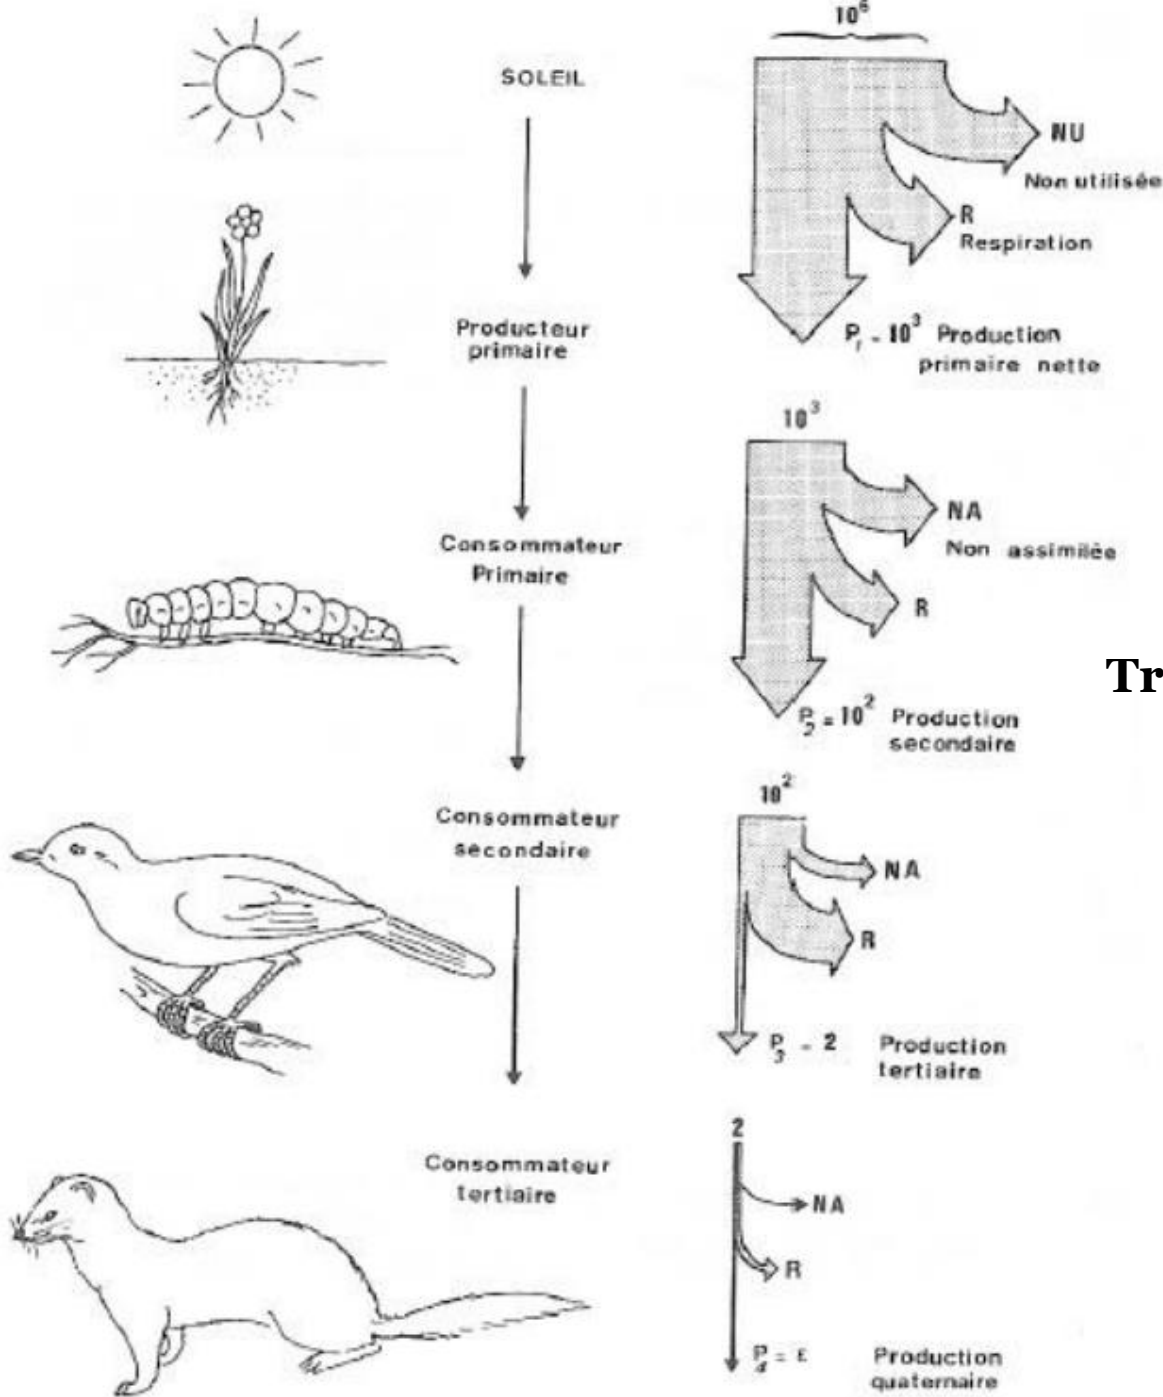 10⁶
SOLEIL
NU
Non utilisée
R
Respiration
Producteur
primaire
P₁ - 10³ Production
primaire nette
10³
NA
Non assimilée
Consommateur
Primaire
R
Tr
P₂ = 10² Production
secondaire
10²
Consommateur
secondaire
NA
R
P₃ - 2 Production
tertiaire
2
Consommateur
tertiaire
NA
R
P₄ = ε Production
quaternaire